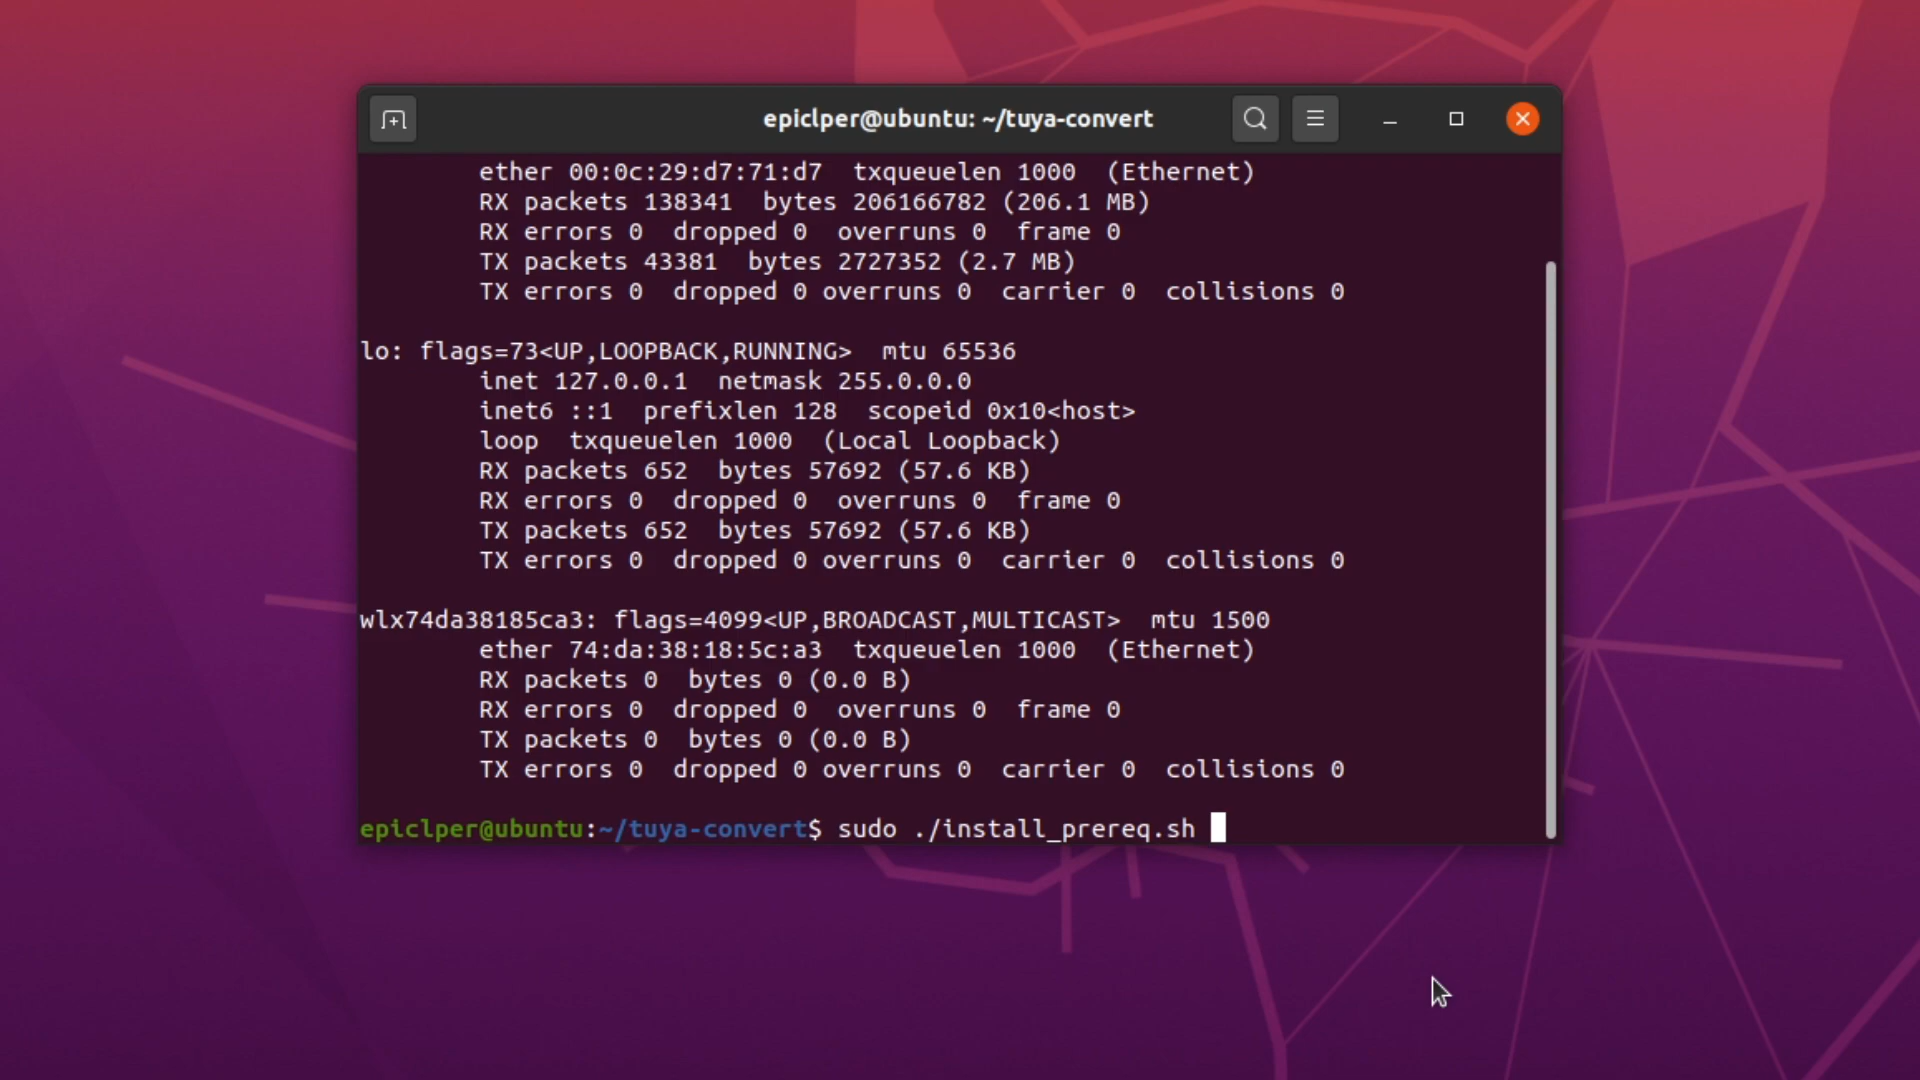 epiclper@ubuntu: ~/tuya-convert
ether 00:0c:29:d7:71:d7  txqueuelen 1000  (Ethernet)
RX packets 138341  bytes 206166782 (206.1 MB)
RX errors 0  dropped 0  overruns 0  frame 0
TX packets 43381  bytes 2727352 (2.7 MB)
TX errors 0  dropped 0 overruns 0  carrier 0  collisions 0
lo: flags=73<UP,LOOPBACK,RUNNING>  mtu 65536
inet 127.0.0.1  netmask 255.0.0.0
inet6 ::1  prefixlen 128  scopeid 0x10<host>
loop  txqueuelen 1000  (Local Loopback)
RX packets 652  bytes 57692 (57.6 KB)
RX errors 0  dropped 0  overruns 0  frame 0
TX packets 652  bytes 57692 (57.6 KB)
TX errors 0  dropped 0 overruns 0  carrier 0  collisions 0
wlx74da38185ca3: flags=4099<UP,BROADCAST,MULTICAST>  mtu 1500
ether 74:da:38:18:5c:a3  txqueuelen 1000  (Ethernet)
RX packets 0  bytes 0 (0.0 B)
RX errors 0  dropped 0  overruns 0  frame 0
TX packets 0  bytes 0 (0.0 B)
TX errors 0  dropped 0 overruns 0  carrier 0  collisions 0
epiclper@ubuntu:~/tuya-convert$ sudo ./install_prereq.sh